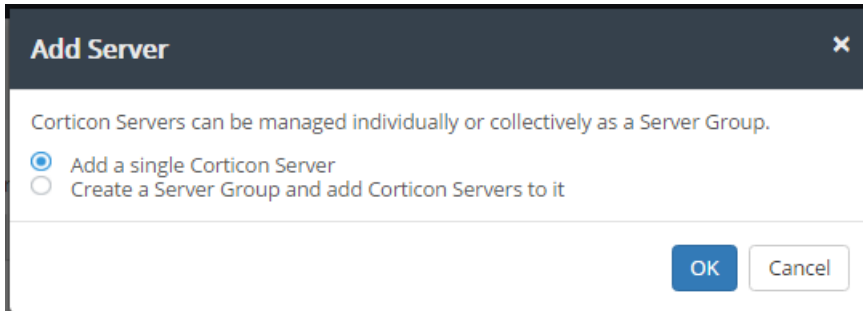 Add Server
×
Corticon Servers can be managed individually or collectively as a Server Group.
Add a single Corticon Server
Create a Server Group and add Corticon Servers to it
OK Cancel